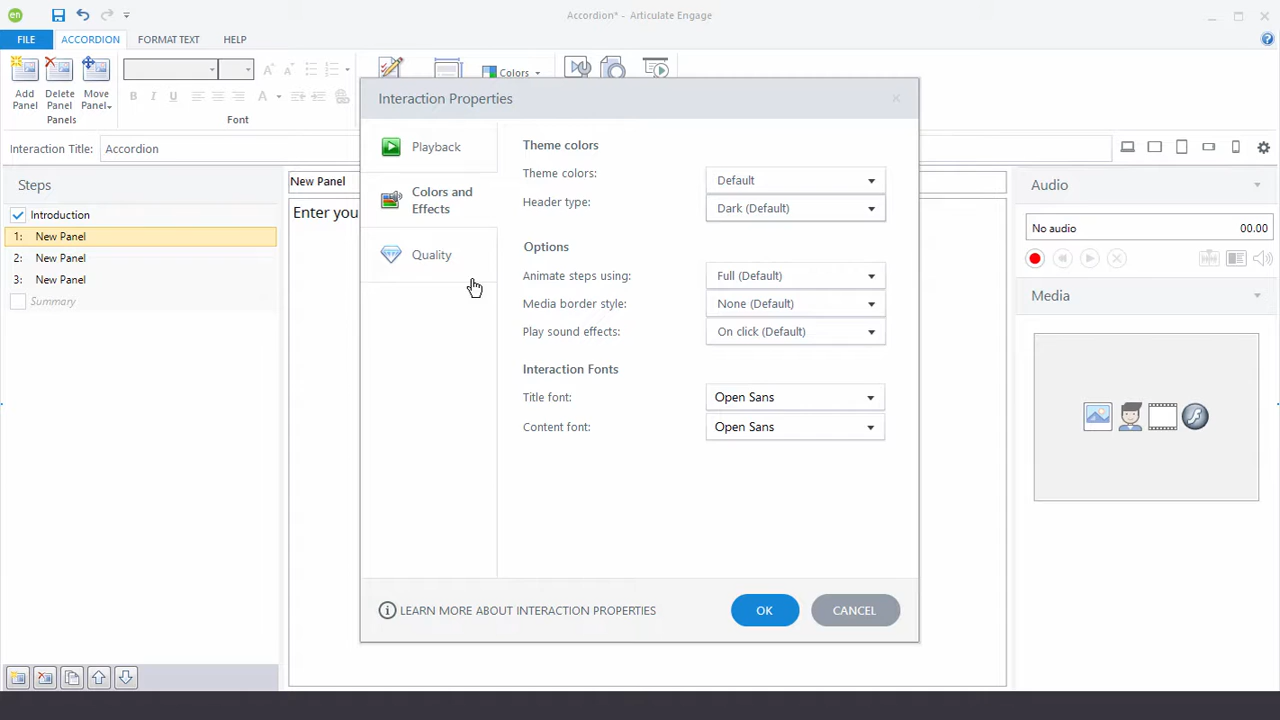 en
Accordion* - Articulate Engage
FILE
ACCORDION
FORMAT TEXT
HELP
Add
Panel
Delete
Panel
Move
Panel
Panels
B I U
A
Font
Colors
Interaction Title:
Accordion
Steps
Introduction
1: New Panel
2: New Panel
3: New Panel
Summary
New Panel
Enter you
Interaction Properties
Playback
Colors and
Effects
Quality
Theme colors
Theme colors:
Default
Header type:
Dark (Default)
Options
Animate steps using:
Full (Default)
Media border style:
None (Default)
Play sound effects:
On click (Default)
Interaction Fonts
Title font:
Open Sans
Content font:
Open Sans
LEARN MORE ABOUT INTERACTION PROPERTIES
OK
CANCEL
Audio
No audio
00.00
Media